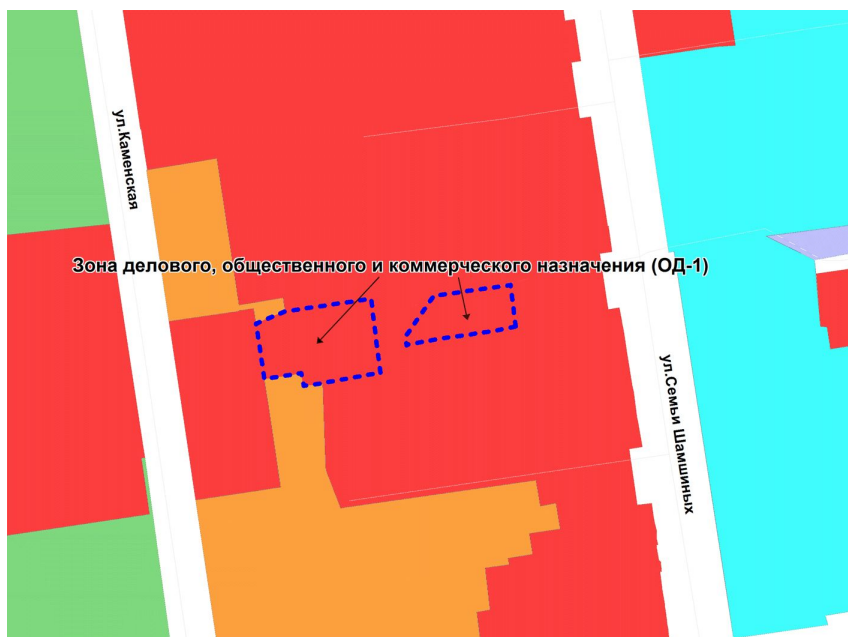 ул.Каменская
Зона делового, общественного и коммерческого назначения (ОД-1)
ул.Семьи Шамшиных